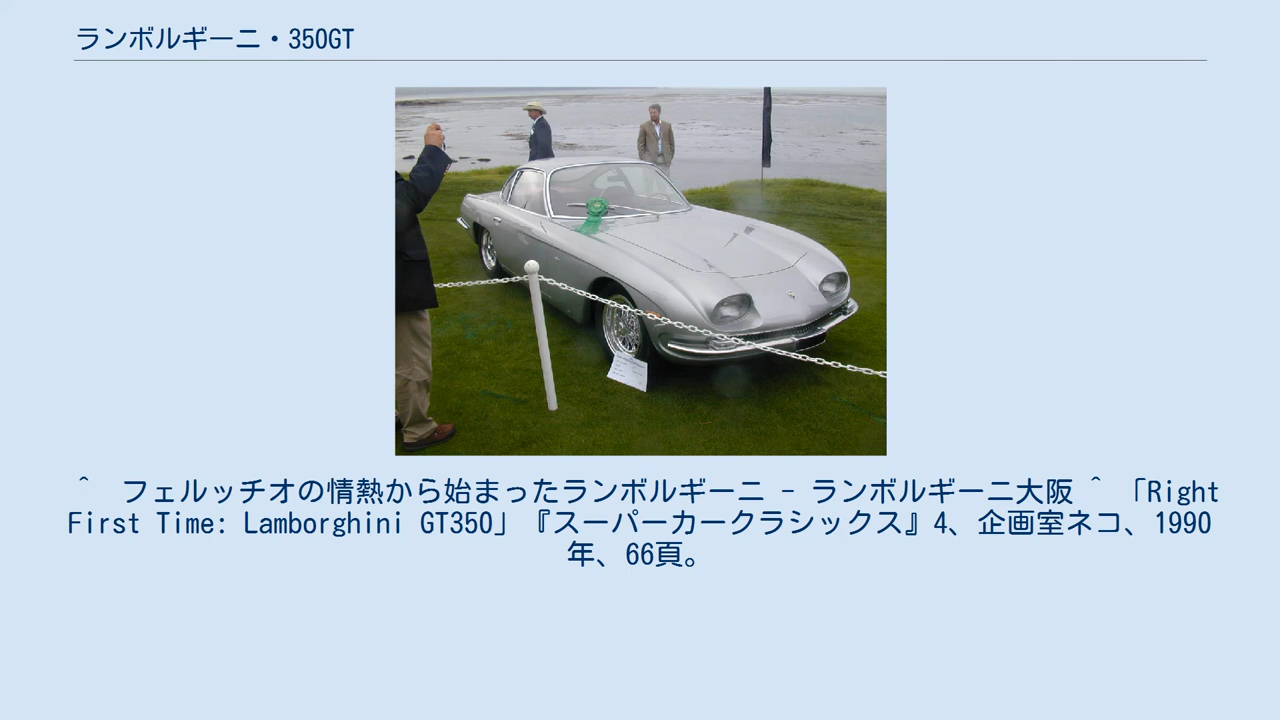 ランボルギーニ・350GT
^　フェルッチオの情熱から始まったランボルギーニ - ランボルギーニ大阪 ^ 「Right
First Time: Lamborghini GT350」『スーパーカークラシックス』4、企画室ネコ、1990
年、66頁。